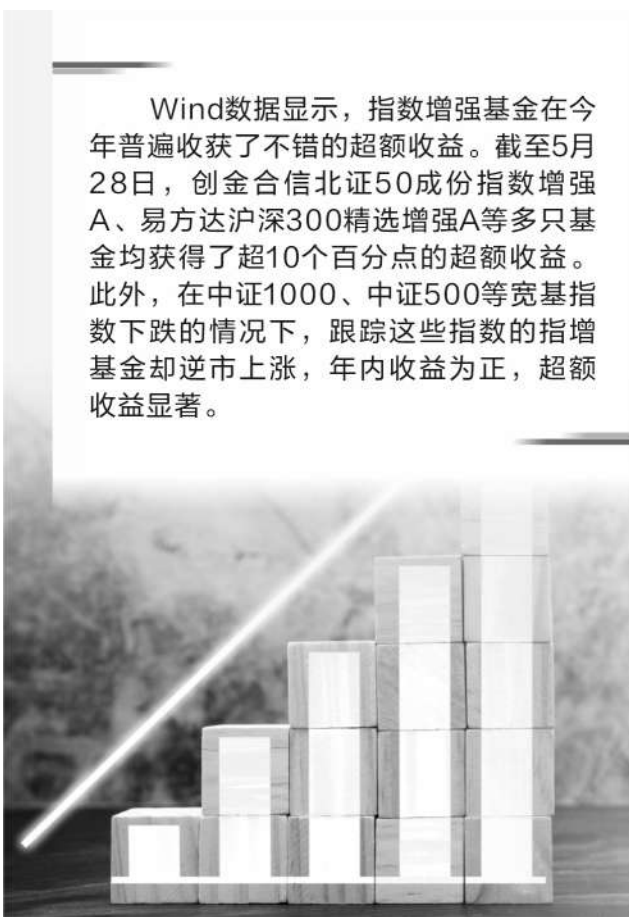 Wind数据显示，指数增强基金在今
年普遍收获了不错的超额收益。截至5月
28日，创金合信北证50成份指数增强
A、易方达沪深300精选增强A等多只基
金均获得了超10个百分点的超额收益。
此外，在中证1000、中证500等宽基指
数下跌的情况下，跟踪这些指数的指增
基金却逆市上涨，年内收益为正，超额
收益显著。